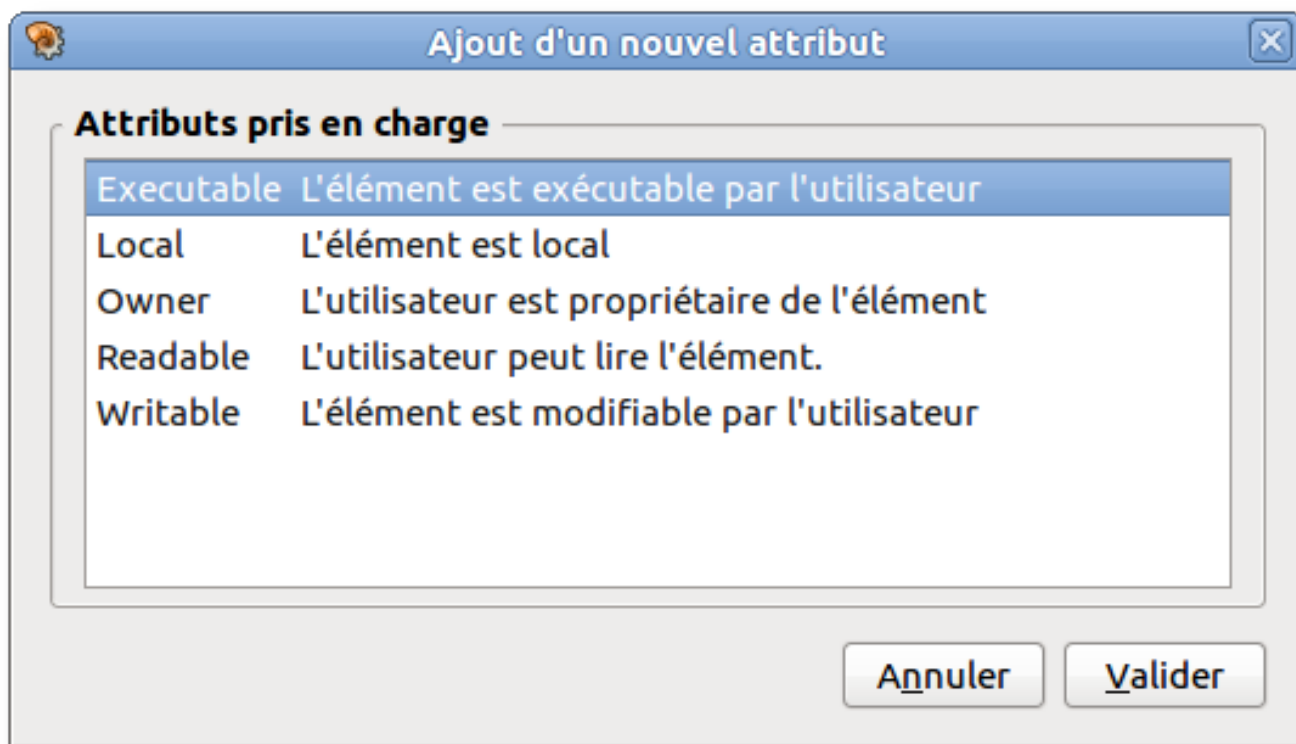 Ajout d'un nouvel attribut
Attributs pris en charge
Executable L'élément est exécutable par l'utilisateur
Local L'élément est local
Owner L'utilisateur est propriétaire de l'élément
Readable L'utilisateur peut lire l'élément.
Writable L'élément est modifiable par l'utilisateur
Annuler Valider